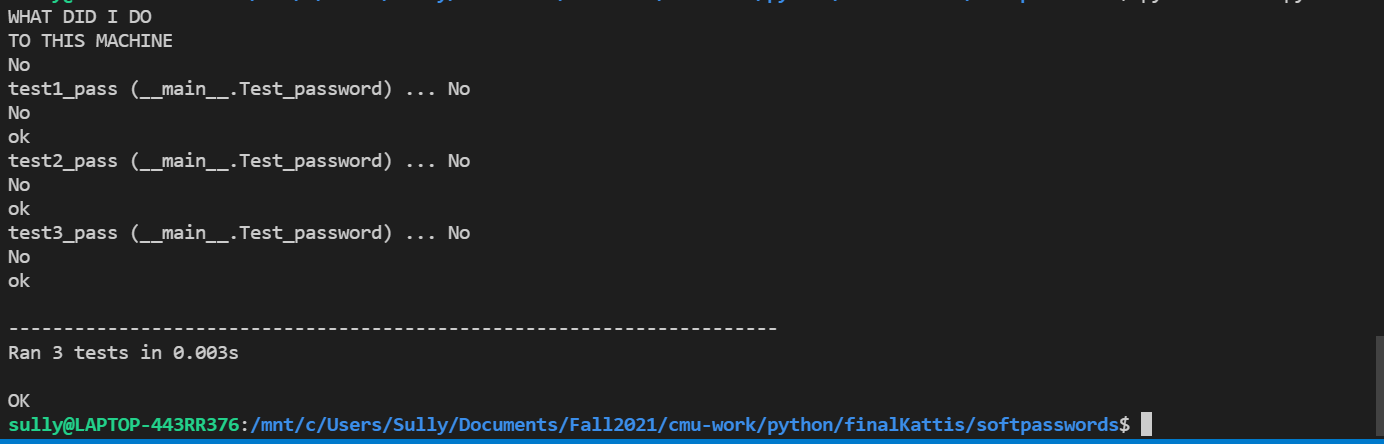 WHAT DID I DO
TO THIS MACHINE
No
test1_pass (__main__.Test_password) ... No
No
ok
test2_pass (__main__.Test_password) ... No
No
ok
test3_pass (__main__.Test_password) ... No
No
ok
----------------------------------------------------------------------
Ran 3 tests in 0.003s
OK
sully@LAPTOP-443RR376:/mnt/c/Users/Sully/Documents/Fall2021/cmu-work/python/finalKattis/softpasswords$